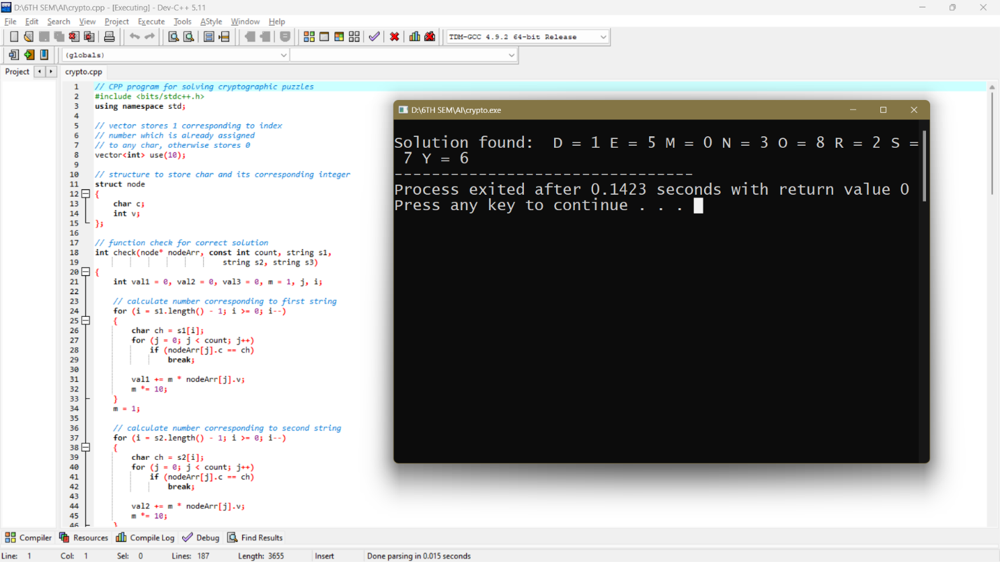 D:\6TH SEM\AI\crypto.cpp - [Executing] - Dev-C++ 5.11
File Edit Search View Project Execute Tools AStyle Window Help
TDM-GCC 4.9.2 64-bit Release
(globals)
Project crypto.cpp
1 // CPP program for solving cryptographic puzzles
2 #include <bits/stdc++.h>
3 using namespace std;
4
5 // vector stores 1 corresponding to index
6 // number which is already assigned
7 // to any char, otherwise stores 0
8 vector<int> use(10);
9
10 // structure to store char and its corresponding integer
11 struct node
12 {
13 char c;
14 int v;
15 };
16
17 // function check for correct solution
18 int check(node* nodeArr, const int count, string s1,
19 string s2, string s3)
20 {
21 int val1 = 0, val2 = 0, val3 = 0, m = 1, j, i;
22
23 // calculate number corresponding to first string
24 for (i = s1.length() - 1; i >= 0; i--)
25 {
26 char ch = s1[i];
27 for (j = 0; j < count; j++)
28 if (nodeArr[j].c == ch)
29 break;
30
31 val1 += m * nodeArr[j].v;
32 m *= 10;
33 }
34 m = 1;
35
36 // calculate number corresponding to second string
37 for (i = s2.length() - 1; i >= 0; i--)
38 {
39 char ch = s2[i];
40 for (j = 0; j < count; j++)
41 if (nodeArr[j].c == ch)
42 break;
43
44 val2 += m * nodeArr[j].v;
45 m *= 10;
46 }
D:\6TH SEM\AI\crypto.exe
Solution found: D = 1 E = 5 M = 0 N = 3 O = 8 R = 2 S =
7 Y = 6
--------------------------------
Process exited after 0.1423 seconds with return value 0
Press any key to continue . . .
Compiler Resources Compile Log Debug Find Results
Line: 1 Col: 1 Sel: 0 Lines: 187 Length: 3655 Insert Done parsing in 0.015 seconds